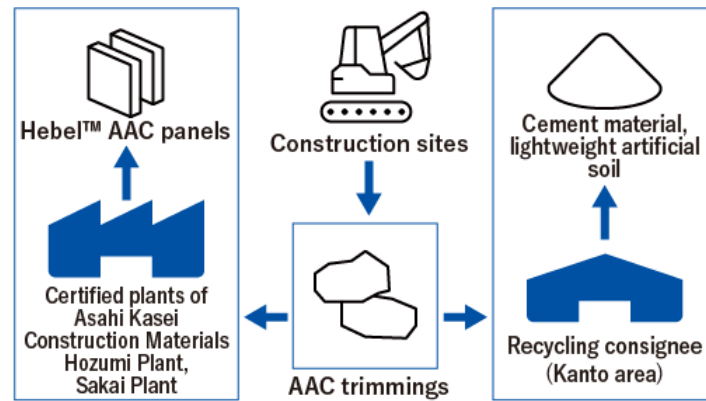 Hebel™ AAC panels
Certified plants of
Asahi Kasei
Construction Materials
Hozumi Plant,
Sakai Plant
Construction sites
AAC trimmings
Cement material,
lightweight artificial
soil
Recycling consignee
(Kanto area)